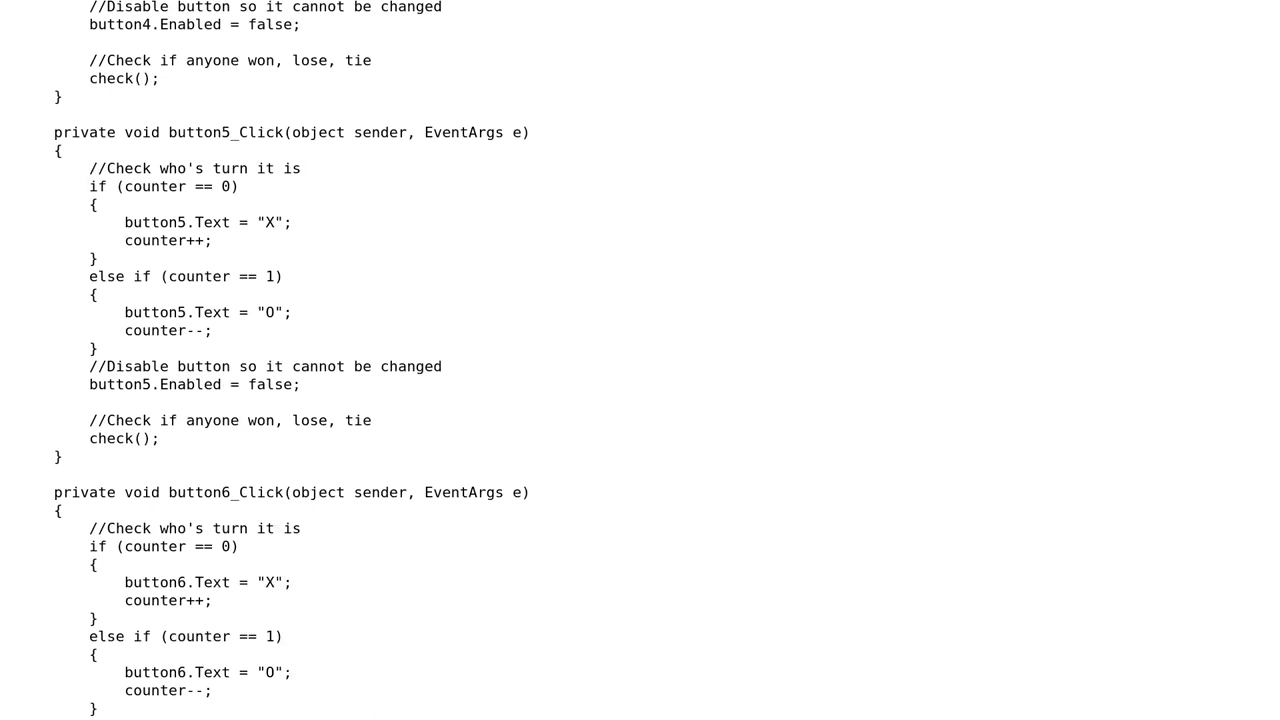 //Disable button so it cannot be changed
button4.Enabled = false;
//Check if anyone won, lose, tie
check();
}
private void button5_Click(object sender, EventArgs e)
{
//Check who's turn it is
if (counter == 0)
{
button5.Text = "X";
counter++;
}
else if (counter == 1)
{
button5.Text = "O";
counter--;
}
//Disable button so it cannot be changed
button5.Enabled = false;
//Check if anyone won, lose, tie
check();
}
private void button6_Click(object sender, EventArgs e)
{
//Check who's turn it is
if (counter == 0)
{
button6.Text = "X";
counter++;
}
else if (counter == 1)
{
button6.Text = "O";
counter--;
}